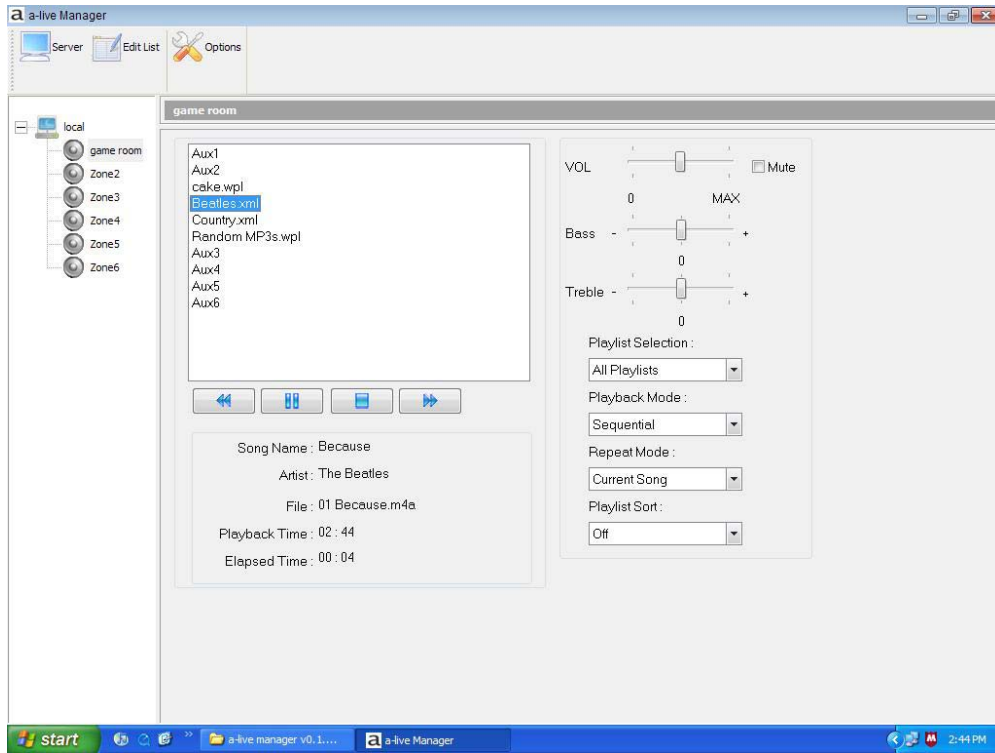 a a-live Manager
Server
Edit List
Options
local
game room
Zone2
Zone3
Zone4
Zone5
Zone6
game room
Aux1
Aux2
cake.wpl
Beatles.xml
Country.xml
Random MP3s.wpl
Aux3
Aux4
Aux5
Aux6
Song Name : Because
Artist : The Beatles
File : 01 Because.m4a
Playback Time : 02 : 44
Elapsed Time : 00 : 04
VOL
Mute
0 MAX
Bass - +
0
Treble - +
0
Playlist Selection :
All Playlists
Playback Mode :
Sequential
Repeat Mode :
Current Song
Playlist Sort :
Off
start
a-live manager v0.1....
a a-live Manager
2:44 PM